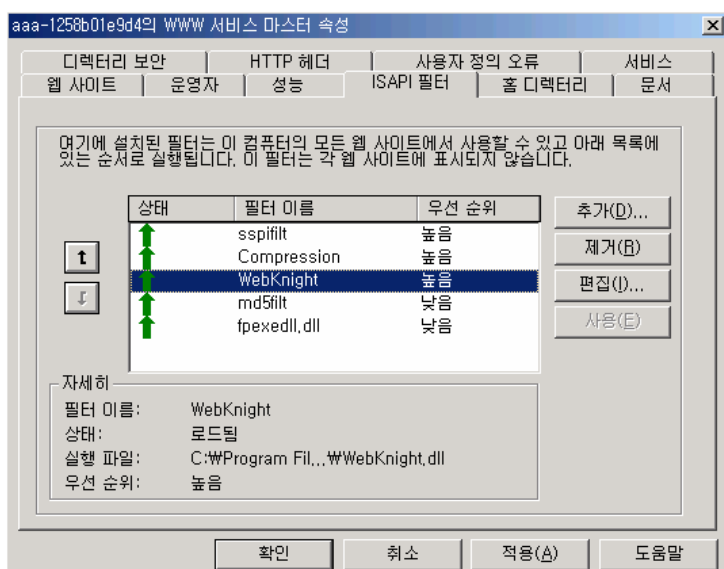 aaa-1258b01e9d4의 WWW 서비스 마스터 속성
디렉터리 보안 HTTP 헤더 사용자 정의 오류 서비스
웹 사이트 운영자 성능 ISAPI 필터 홈 디렉터리 문서
여기에 설치된 필터는 이 컴퓨터의 모든 웹 사이트에서 사용할 수 있고 아래 목록에
있는 순서로 실행됩니다. 이 필터는 각 웹 사이트에 표시되지 않습니다.
상태 필터 이름 우선 순위
sspifilt 높음
Compression 높음
WebKnight 높음
md5filt 낮음
fpexedll.dll 낮음
추가(D)...
제거(R)
편집(I)...
사용(E)
자세히
필터 이름: WebKnight
상태: 로드됨
실행 파일: C:₩Program Fil...₩WebKnight.dll
우선 순위: 높음
확인 취소 적용(A) 도움말